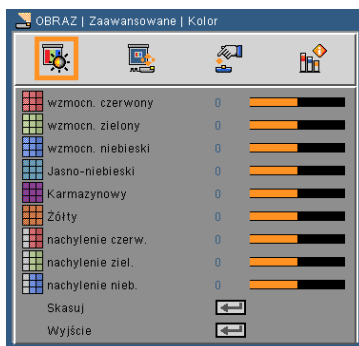 OBRAZ | Zaawansowane | Kolor
wzmocn. czerwony 0
wzmocn. zielony 0
wzmocn. niebieski 0
Jasno-niebieski 0
Karmazynowy 0
Żółty 0
nachylenie czerw. 0
nachylenie ziel. 0
nachylenie nieb. 0
Skasuj
Wyjście